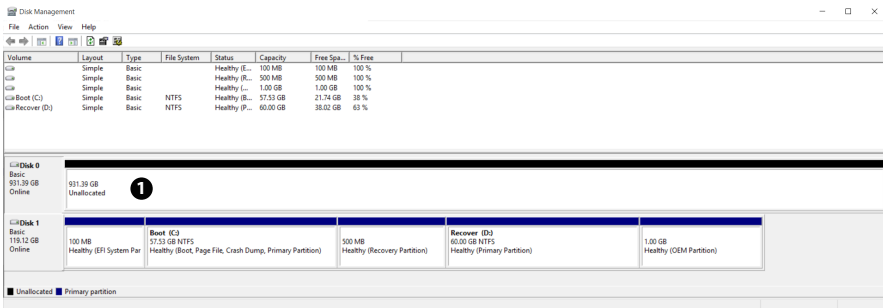 Disk Management
File Action View Help
Volume Layout Type File System Status Capacity Free Spa... % Free
Simple Basic Healthy (E... 100 MB 100 MB 100 %
Simple Basic Healthy (R... 500 MB 500 MB 100 %
Simple Basic Healthy (... 1.00 GB 1.00 GB 100 %
Boot (C:) Simple Basic NTFS Healthy (B... 57.53 GB 21.74 GB 38 %
Recover (D:) Simple Basic NTFS Healthy (P... 60.00 GB 38.02 GB 63 %
Disk 0
Basic
931.39 GB
Online
931.39 GB
Unallocated
1
Disk 1
Basic
119.12 GB
Online
100 MB
Healthy (EFI System Par
Boot (C:)
57.53 GB NTFS
Healthy (Boot, Page File, Crash Dump, Primary Partition)
500 MB
Healthy (Recovery Partition)
Recover (D:)
60.00 GB NTFS
Healthy (Primary Partition)
1.00 GB
Healthy (OEM Partition)
Unallocated Primary partition